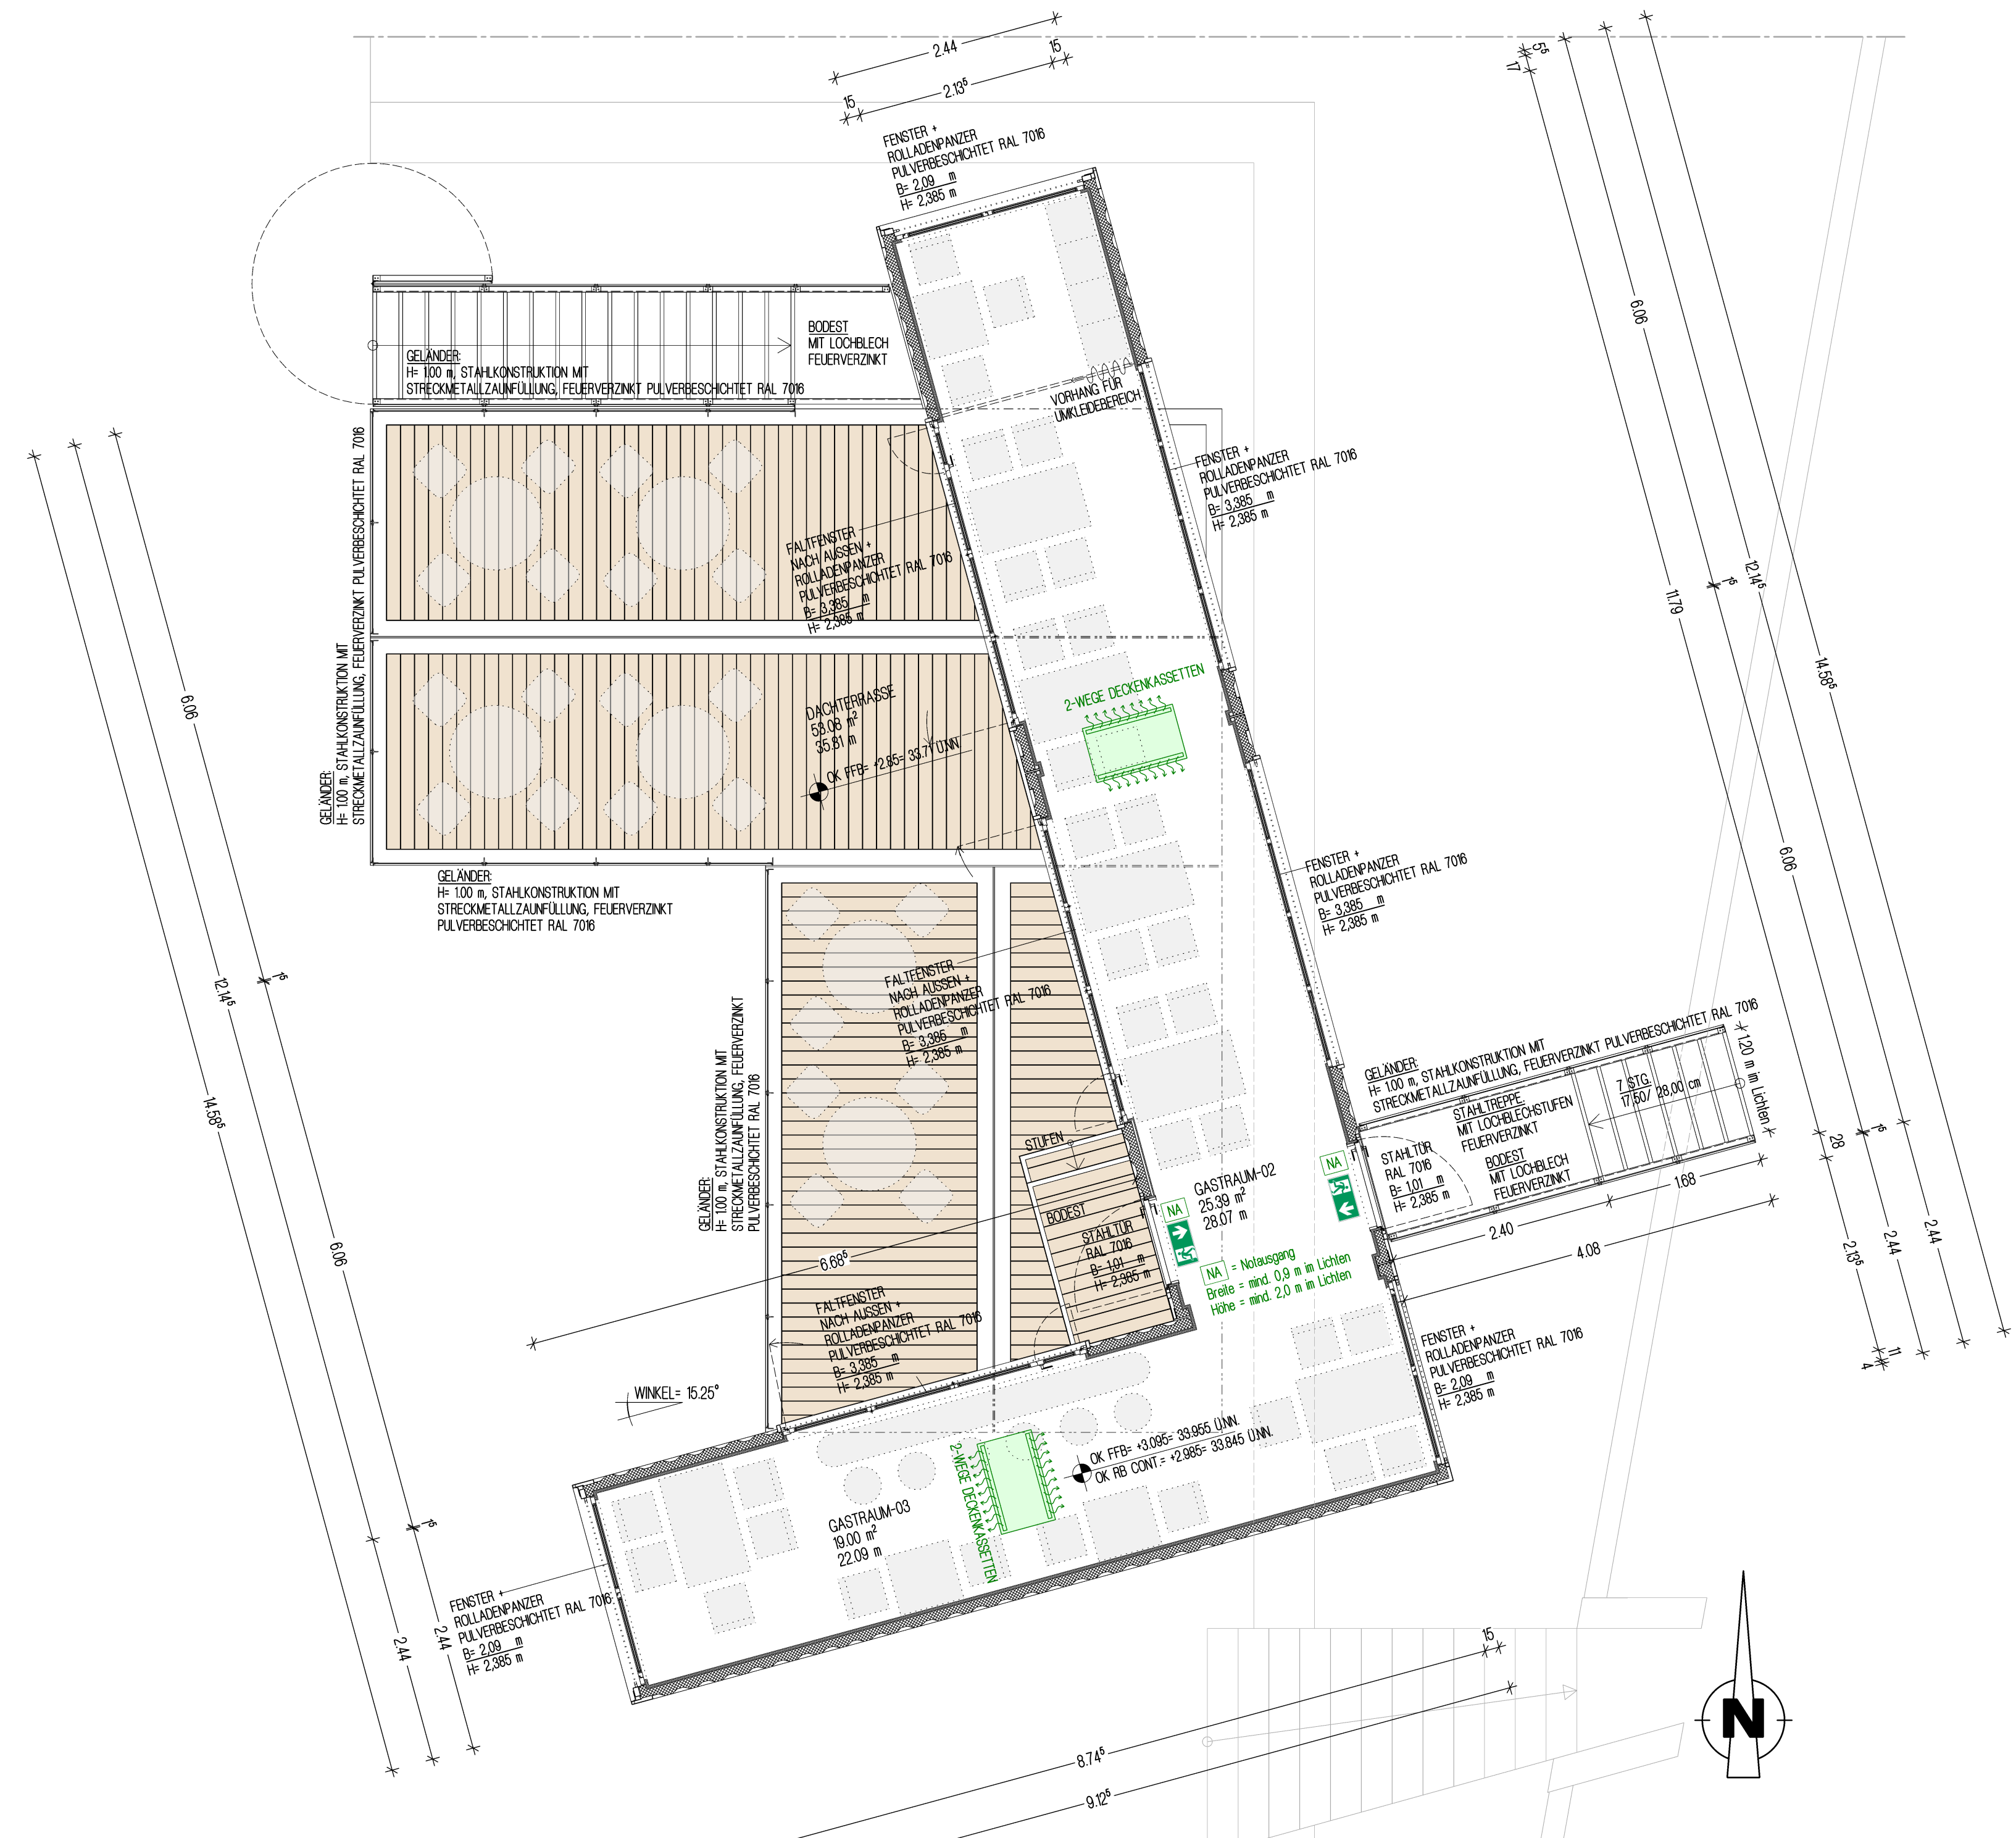 2.44
15
2.13⁵
15
5⁵
17
FENSTER +
ROLLADENPANZER
PULVERBESCHICHTET RAL 7016
B= 2,09 m
H= 2,385 m
BODEST
MIT LOCHBLECH
FEUERVERZINKT
GELÄNDER:
H= 1.00 m, STAHLKONSTRUKTION MIT
STRECKMETALLZAUNFÜLLUNG, FEUERVERZINKT PULVERBESCHICHTET RAL 7016
VORHANG FÜR
UMKLEIDEBEREICH
FENSTER +
ROLLADENPANZER
PULVERBESCHICHTET RAL 7016
B= 3,385 m
H= 2,385 m
GELÄNDER:
H= 1.00 m, STAHLKONSTRUKTION MIT
STRECKMETALLZAUNFÜLLUNG, FEUERVERZINKT PULVERBESCHICHTET RAL 7016
FALTFENSTER
NACH AUSSEN +
ROLLADENPANZER
PULVERBESCHICHTET RAL 7016
B= 3,385 m
H= 2,385 m
2-WEGE DECKENKASSETTEN
DACHTERRASSE
53.08 m²
35.81 m
OK FFB= +2.85= 33.71 Ü.NN
6.06
1⁵
12.14⁵
14.58⁵
6.06
1⁵
2.44
2.44
6.06
1⁵
12.14⁵
11.79
14.58⁵
6.06
28
1⁵
2.13⁵
2.44
2.44
11
4
GELÄNDER:
H= 1.00 m, STAHLKONSTRUKTION MIT
STRECKMETALLZAUNFÜLLUNG, FEUERVERZINKT
PULVERBESCHICHTET RAL 7016
FENSTER +
ROLLADENPANZER
PULVERBESCHICHTET RAL 7016
B= 3,385 m
H= 2,385 m
FALTFENSTER
NACH AUSSEN +
ROLLADENPANZER
PULVERBESCHICHTET RAL 7016
B= 3,385 m
H= 2,385 m
GELÄNDER:
H= 1.00 m, STAHLKONSTRUKTION MIT
STRECKMETALLZAUNFÜLLUNG, FEUERVERZINKT
PULVERBESCHICHTET RAL 7016
GELÄNDER:
H= 1.00 m, STAHLKONSTRUKTION MIT
STRECKMETALLZAUNFÜLLUNG, FEUERVERZINKT PULVERBESCHICHTET RAL 7016
STAHLTREPPE
MIT LOCHBLECHSTUFEN
FEUERVERZINKT
7 STG.
17,50/ 28,00 cm
1.20 m im Lichten
STAHLTÜR
RAL 7016
B= 1,01 m
H= 2,385 m
BODEST
MIT LOCHBLECH
FEUERVERZINKT
1.68
2.40
4.08
STUFEN
BODEST
STAHLTÜR
RAL 7016
B= 1,01 m
H= 2,385 m
NA
NA
GASTRAUM-02
25.39 m²
28.07 m
NA = Notausgang
Breite = mind. 0,9 m im Lichten
Höhe = mind. 2,0 m im Lichten
6.68⁵
FALTFENSTER
NACH AUSSEN +
ROLLADENPANZER
PULVERBESCHICHTET RAL 7016
B= 3,385 m
H= 2,385 m
FENSTER +
ROLLADENPANZER
PULVERBESCHICHTET RAL 7016
B= 2,09 m
H= 2,385 m
WINKEL= 15.25°
OK FFB= +3.095= 33.955 Ü.NN.
OK RB CONT.= +2.985= 33.845 Ü.NN.
2-WEGE DECKENKASSETTEN
GASTRAUM-03
19.00 m²
22.09 m
FENSTER +
ROLLADENPANZER
PULVERBESCHICHTET RAL 7016
B= 2,09 m
H= 2,385 m
15
8.74⁵
9.12⁵
N